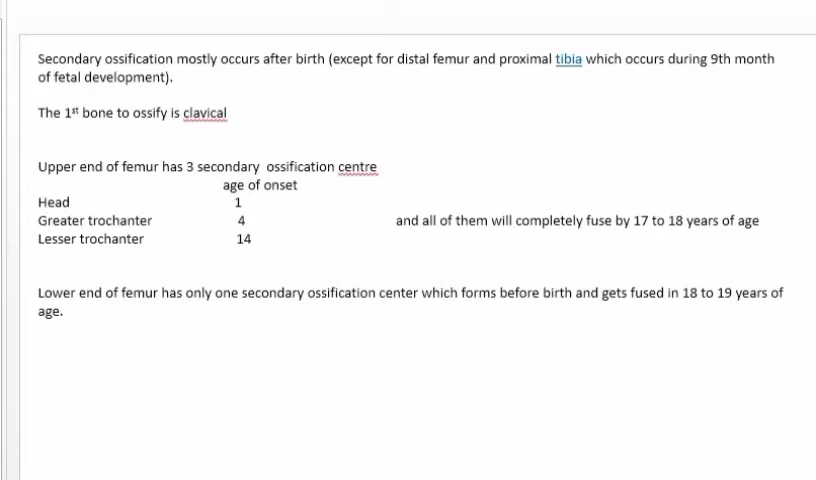 Secondary ossification mostly occurs after birth (except for distal femur and proximal tibia which occurs during 9th month
of fetal development).
The 1st bone to ossify is clavical
Upper end of femur has 3 secondary ossification centre
age of onset
Head 1
Greater trochanter 4 and all of them will completely fuse by 17 to 18 years of age
Lesser trochanter 14
Lower end of femur has only one secondary ossification center which forms before birth and gets fused in 18 to 19 years of
age.